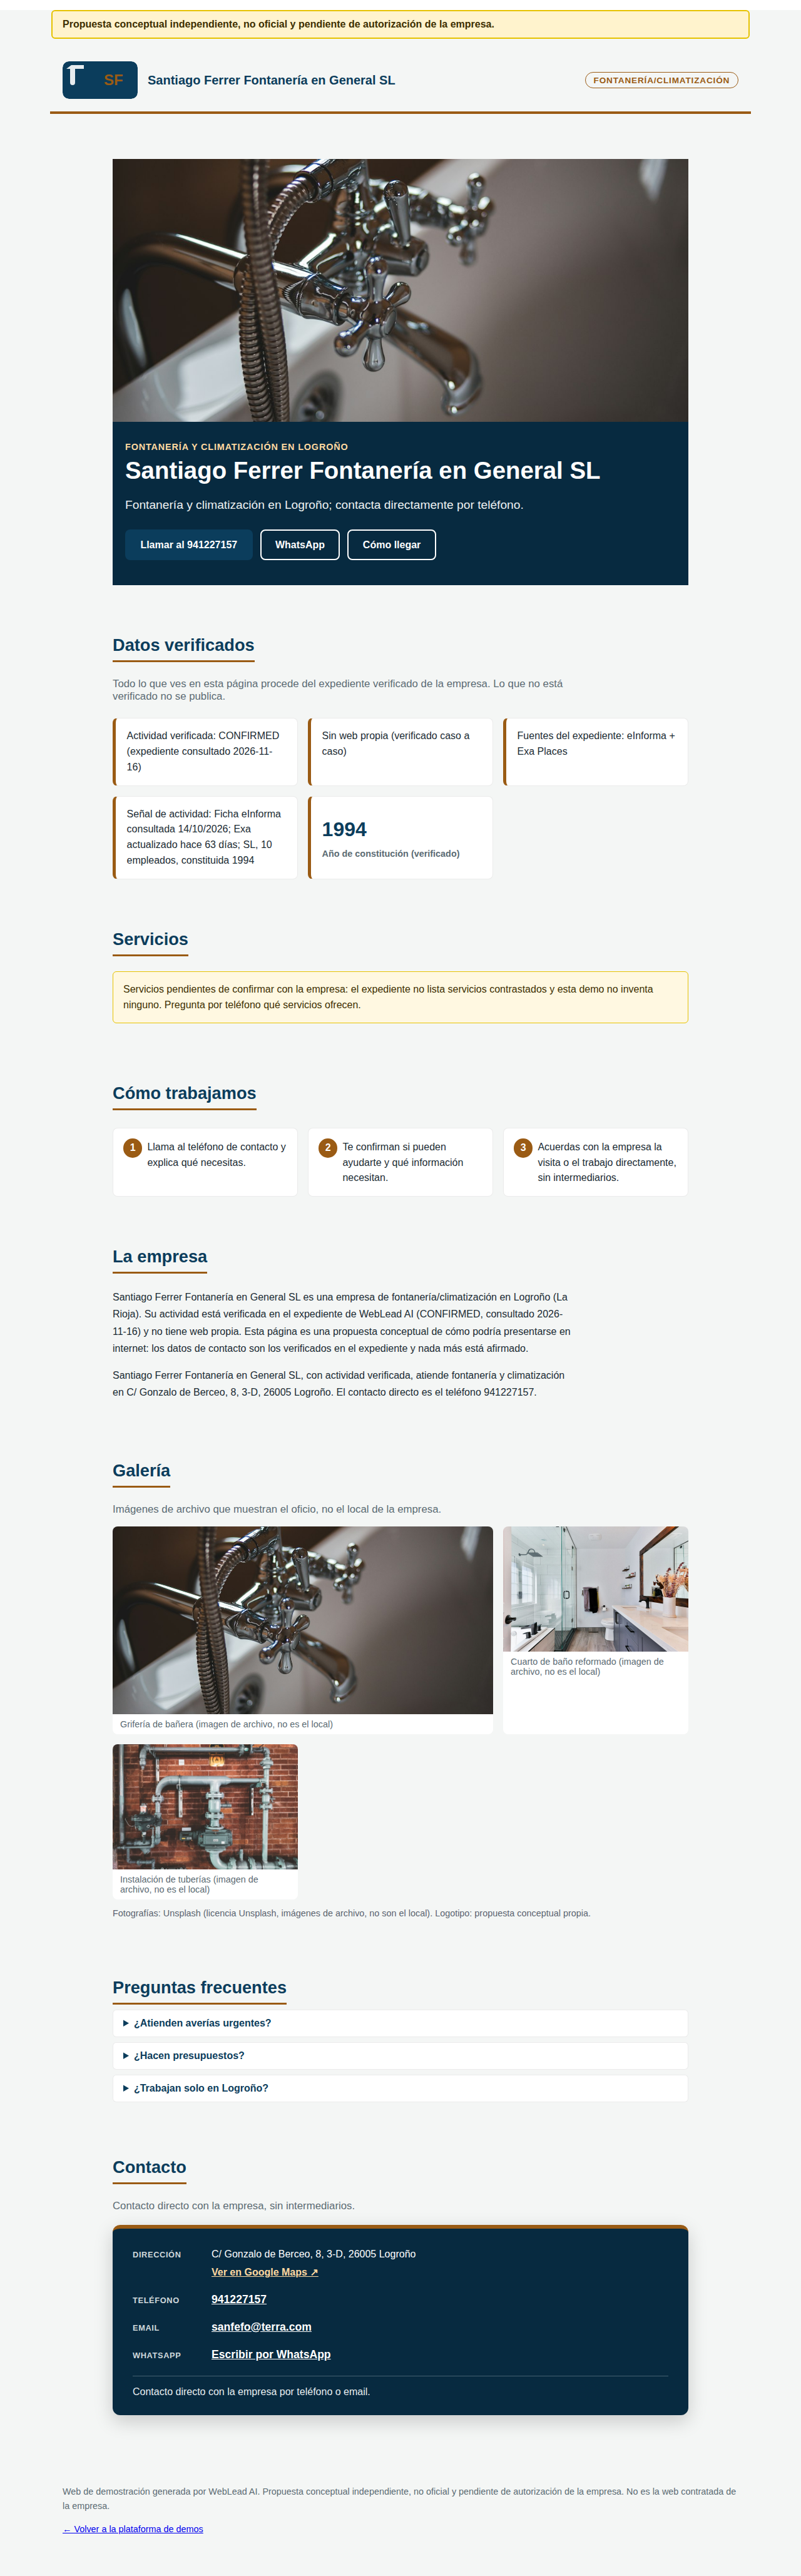 Propuesta conceptual independiente, no oficial y pendiente de autorización de la empresa.
SF
Santiago Ferrer Fontanería en General SL
FONTANERÍA/CLIMATIZACIÓN
FONTANERÍA Y CLIMATIZACIÓN EN LOGROÑO
Santiago Ferrer Fontanería en General SL
Fontanería y climatización en Logroño; contacta directamente por teléfono.
Llamar al 941227157
WhatsApp
Cómo llegar
Datos verificados
Todo lo que ves en esta página procede del expediente verificado de la empresa. Lo que no está
verificado no se publica.
Actividad verificada: CONFIRMED
(expediente consultado 2026-11-
16)
Sin web propia (verificado caso a
caso)
Fuentes del expediente: eInforma +
Exa Places
Señal de actividad: Ficha eInforma
consultada 14/10/2026; Exa
actualizado hace 63 días; SL, 10
empleados, constituida 1994
1994
Año de constitución (verificado)
Servicios
Servicios pendientes de confirmar con la empresa: el expediente no lista servicios contrastados y esta demo no inventa
ninguno. Pregunta por teléfono qué servicios ofrecen.
Cómo trabajamos
1
Llama al teléfono de contacto y
explica qué necesitas.
2
Te confirman si pueden
ayudarte y qué información
necesitan.
3
Acuerdas con la empresa la
visita o el trabajo directamente,
sin intermediarios.
La empresa
Santiago Ferrer Fontanería en General SL es una empresa de fontanería/climatización en Logroño (La
Rioja). Su actividad está verificada en el expediente de WebLead AI (CONFIRMED, consultado 2026-
11-16) y no tiene web propia. Esta página es una propuesta conceptual de cómo podría presentarse en
internet: los datos de contacto son los verificados en el expediente y nada más está afirmado.
Santiago Ferrer Fontanería en General SL, con actividad verificada, atiende fontanería y climatización
en C/ Gonzalo de Berceo, 8, 3-D, 26005 Logroño. El contacto directo es el teléfono 941227157.
Galería
Imágenes de archivo que muestran el oficio, no el local de la empresa.
Grifería de bañera (imagen de archivo, no es el local)
Cuarto de baño reformado (imagen de
archivo, no es el local)
Instalación de tuberías (imagen de
archivo, no es el local)
Fotografías: Unsplash (licencia Unsplash, imágenes de archivo, no son el local). Logotipo: propuesta conceptual propia.
Preguntas frecuentes
¿Atienden averías urgentes?
¿Hacen presupuestos?
¿Trabajan solo en Logroño?
Contacto
Contacto directo con la empresa, sin intermediarios.
DIRECCIÓN
C/ Gonzalo de Berceo, 8, 3-D, 26005 Logroño
Ver en Google Maps ↗
TELÉFONO
941227157
EMAIL
sanfefo@terra.com
WHATSAPP
Escribir por WhatsApp
Contacto directo con la empresa por teléfono o email.
Web de demostración generada por WebLead AI. Propuesta conceptual independiente, no oficial y pendiente de autorización de la empresa. No es la web contratada de
la empresa.
← Volver a la plataforma de demos